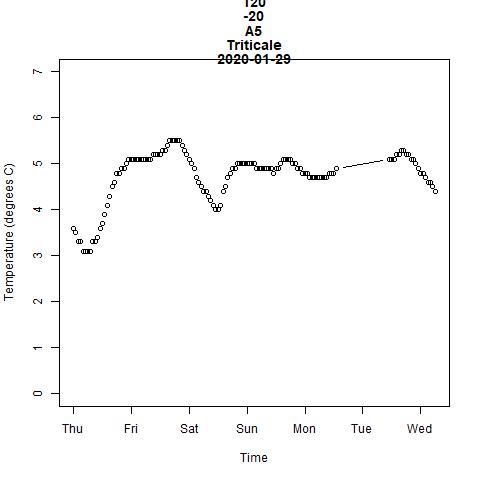 120
-20
A5
Triticale
2020-01-29
Temperature (degrees C)
7
6
5
4
3
2
1
0
Thu Fri Sat Sun Mon Tue Wed
Time